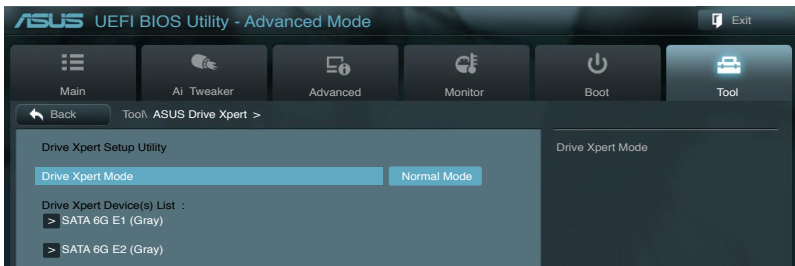 ASUS UEFI BIOS Utility - Advanced Mode
Exit
Main
Ai Tweaker
Advanced
Monitor
Boot
Tool
Back
Tool\ ASUS Drive Xpert >
Drive Xpert Setup Utility
Drive Xpert Mode
Drive Xpert Mode Normal Mode
Drive Xpert Device(s) List :
> SATA 6G E1 (Gray)
> SATA 6G E2 (Gray)